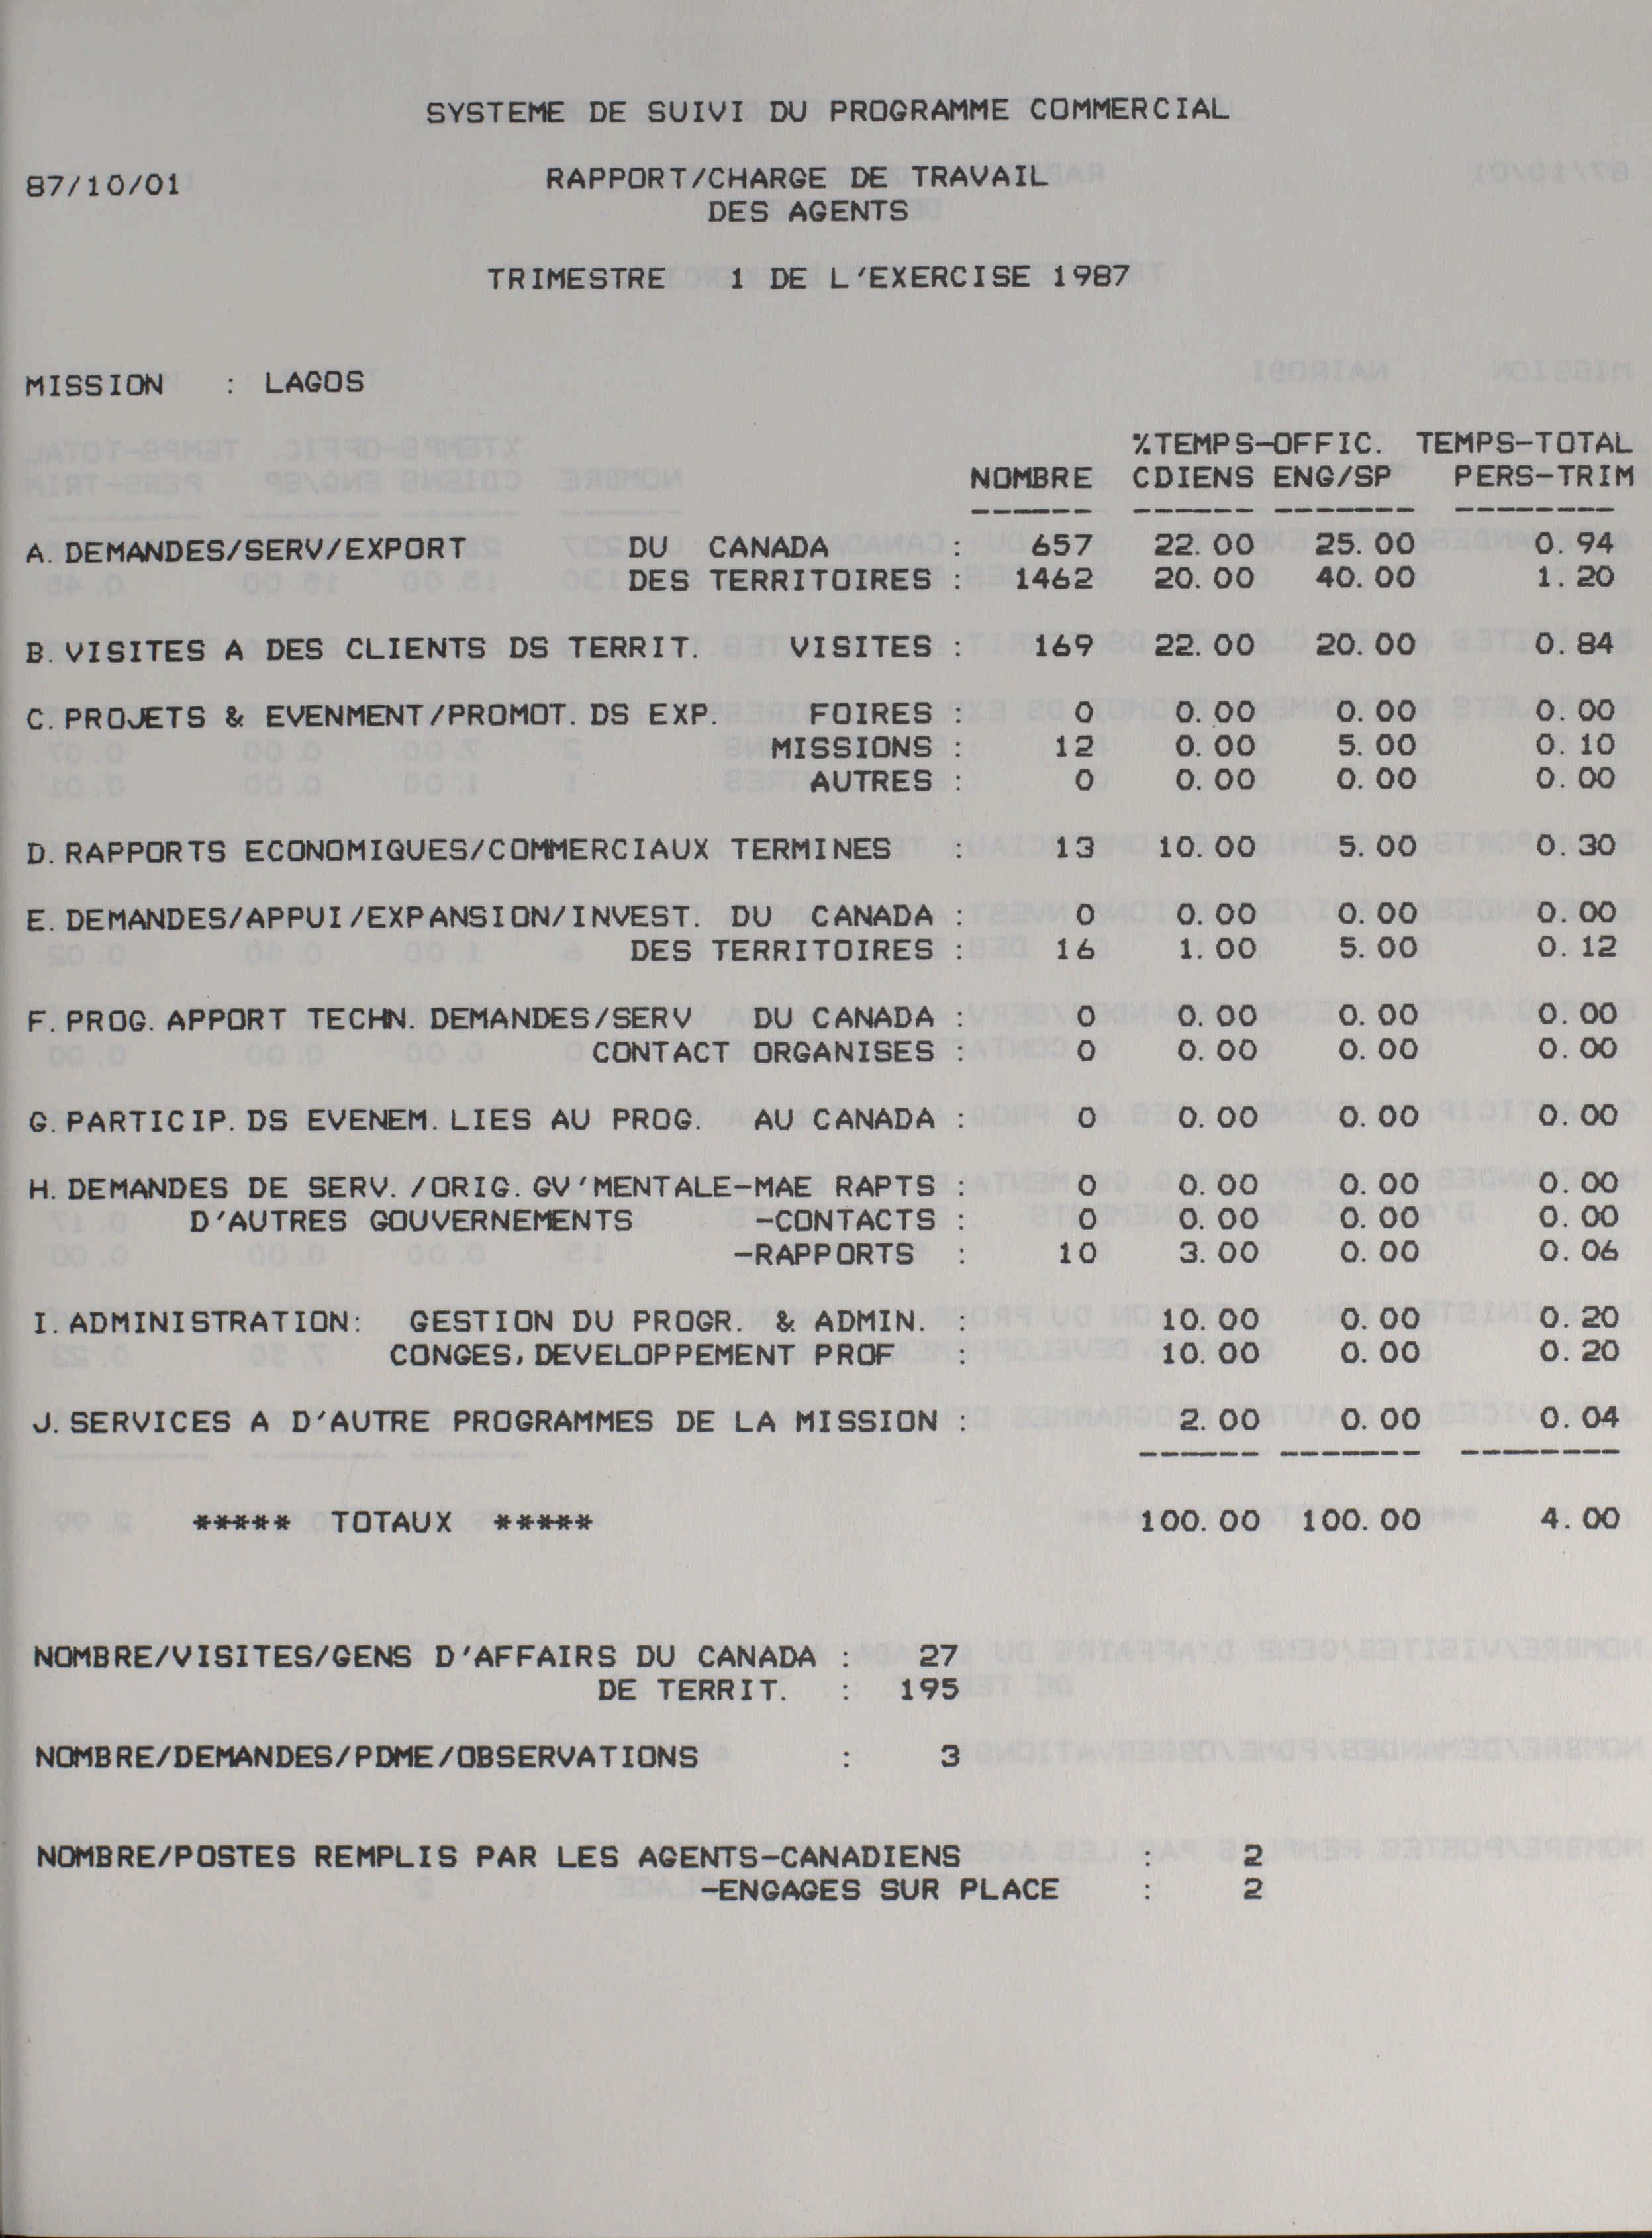 SYSTEME DE SUIVI DU PROGRAMME COMMERCIAL
87/10/01 RAPPORT/CHARGE DE TRAVAIL
DES AGENTS
TRIMESTRE 1 DE L'EXERCISE 1987
MISSION : LAGOS
%TEMPS-OFFIC. TEMPS-TOTAL
NOMBRE CDIENS ENG/SP PERS-TRIM
------ ------ ------- --------
A. DEMANDES/SERV/EXPORT DU CANADA : 657 22.00 25.00 0.94
DES TERRITOIRES : 1462 20.00 40.00 1.20
B. VISITES A DES CLIENTS DS TERRIT. VISITES : 169 22.00 20.00 0.84
C. PROJETS & EVENMENT/PROMOT. DS EXP. FOIRES : 0 0.00 0.00 0.00
MISSIONS : 12 0.00 5.00 0.10
AUTRES : 0 0.00 0.00 0.00
D. RAPPORTS ECONOMIQUES/COMMERCIAUX TERMINES : 13 10.00 5.00 0.30
E. DEMANDES/APPUI/EXPANSION/INVEST. DU CANADA : 0 0.00 0.00 0.00
DES TERRITOIRES : 16 1.00 5.00 0.12
F. PROG. APPORT TECHN. DEMANDES/SERV DU CANADA : 0 0.00 0.00 0.00
CONTACT ORGANISES : 0 0.00 0.00 0.00
G. PARTICIP. DS EVENEM. LIES AU PROG. AU CANADA : 0 0.00 0.00 0.00
H. DEMANDES DE SERV. /ORIG. GV'MENTALE-MAE RAPTS : 0 0.00 0.00 0.00
D'AUTRES GOUVERNEMENTS -CONTACTS : 0 0.00 0.00 0.00
-RAPPORTS : 10 3.00 0.00 0.06
I. ADMINISTRATION: GESTION DU PROGR. & ADMIN. : 10.00 0.00 0.20
CONGES, DEVELOPPEMENT PROF : 10.00 0.00 0.20
J. SERVICES A D'AUTRE PROGRAMMES DE LA MISSION : 2.00 0.00 0.04
------ ------- --------
***** TOTAUX ***** 100.00 100.00 4.00
NOMBRE/VISITES/GENS D'AFFAIRS DU CANADA : 27
DE TERRIT. : 195
NOMBRE/DEMANDES/PDME/OBSERVATIONS : 3
NOMBRE/POSTES REMPLIS PAR LES AGENTS-CANADIENS : 2
-ENGAGES SUR PLACE : 2